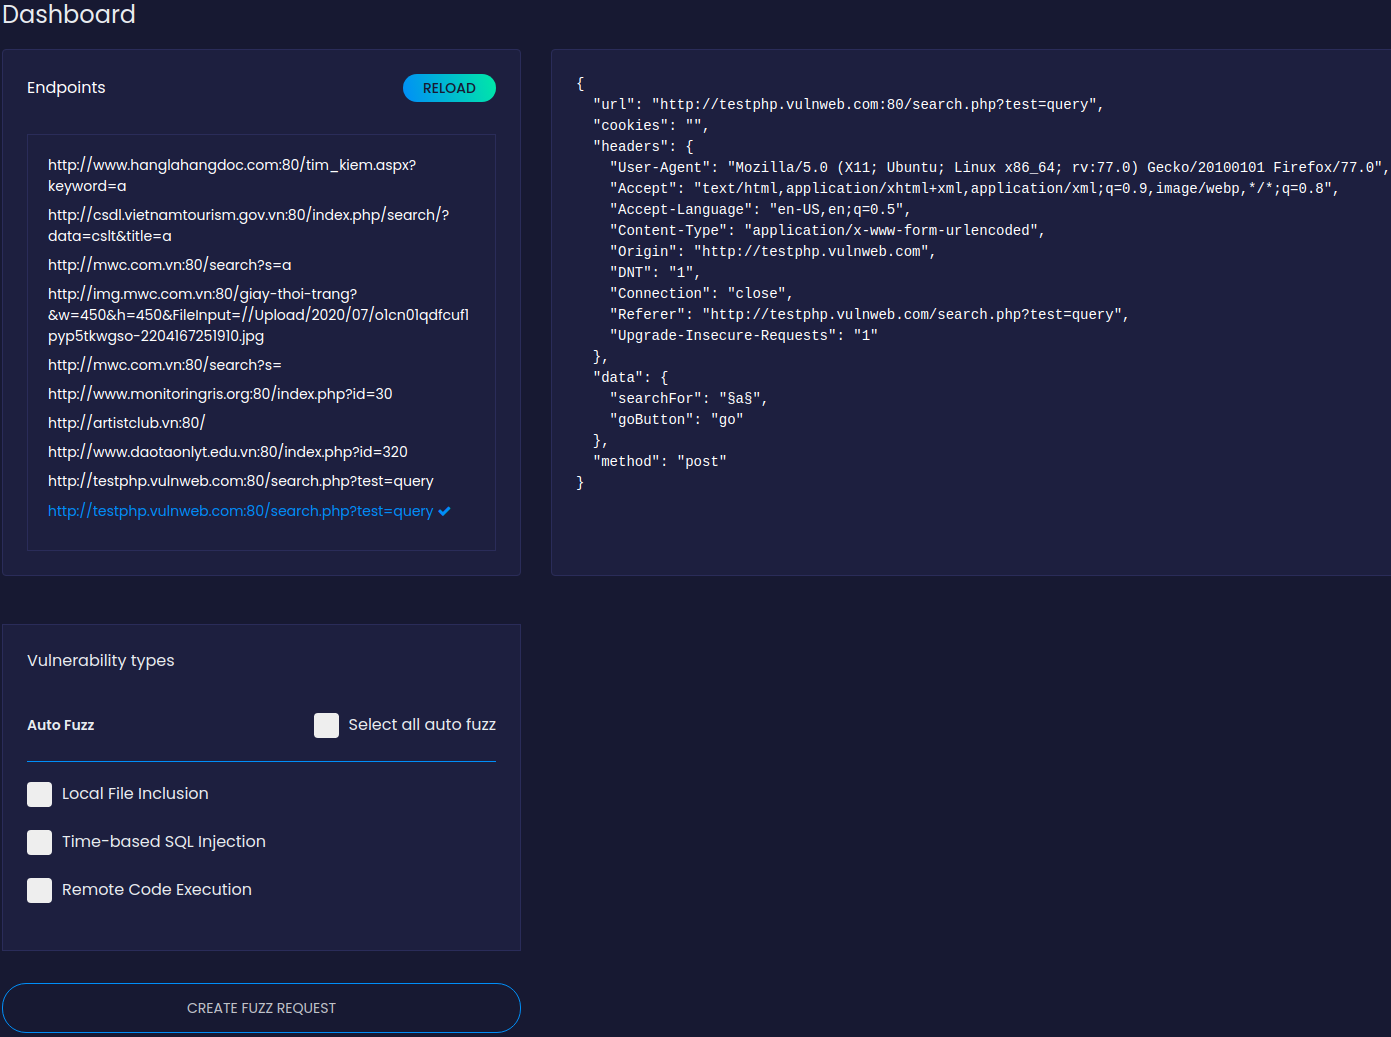 Dashboard
Endpoints
RELOAD
http://www.hanglahangdoc.com:80/tim_kiem.aspx?
keyword=a
http://csdl.vietnamtourism.gov.vn:80/index.php/search/?
data=cslt&title=a
http://mwc.com.vn:80/search?s=a
http://img.mwc.com.vn:80/giay-thoi-trang?
&w=450&h=450&FileInput=//Upload/2020/07/o1cn01qdfcuf1
pyp5tkwgso-2204167251910.jpg
http://mwc.com.vn:80/search?s=
http://www.monitoringris.org:80/index.php?id=30
http://artistclub.vn:80/
http://www.daotaonlyt.edu.vn:80/index.php?id=320
http://testphp.vulnweb.com:80/search.php?test=query
http://testphp.vulnweb.com:80/search.php?test=query
{
"url": "http://testphp.vulnweb.com:80/search.php?test=query",
"cookies": "",
"headers": {
"User-Agent": "Mozilla/5.0 (X11; Ubuntu; Linux x86_64; rv:77.0) Gecko/20100101 Firefox/77.0",
"Accept": "text/html,application/xhtml+xml,application/xml;q=0.9,image/webp,*/*;q=0.8",
"Accept-Language": "en-US,en;q=0.5",
"Content-Type": "application/x-www-form-urlencoded",
"Origin": "http://testphp.vulnweb.com",
"DNT": "1",
"Connection": "close",
"Referer": "http://testphp.vulnweb.com/search.php?test=query",
"Upgrade-Insecure-Requests": "1"
},
"data": {
"searchFor": "§a§",
"goButton": "go"
},
"method": "post"
}
Vulnerability types
Auto Fuzz
Select all auto fuzz
Local File Inclusion
Time-based SQL Injection
Remote Code Execution
CREATE FUZZ REQUEST